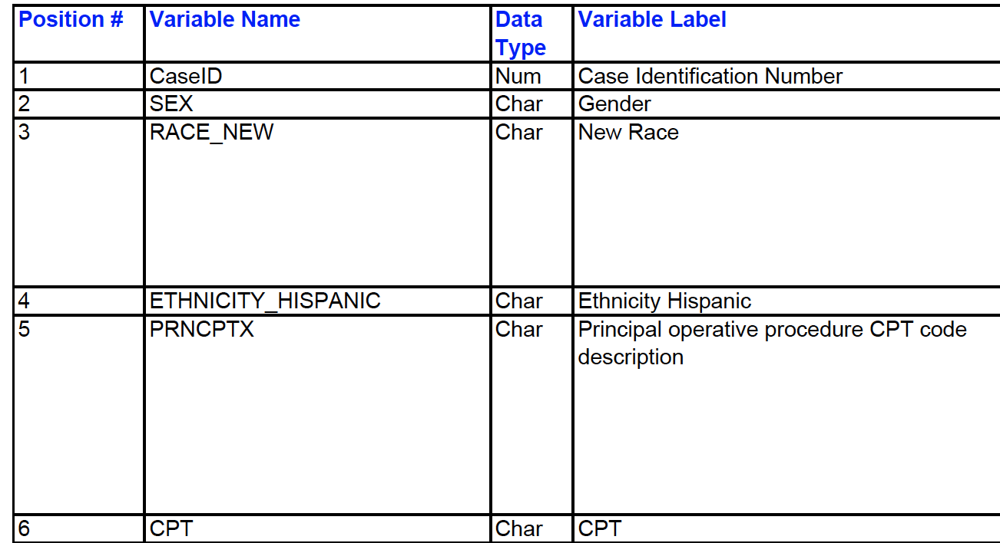 Position # Variable Name Data Type Variable Label
1 CaseID Num Case Identification Number
2 SEX Char Gender
3 RACE_NEW Char New Race
4 ETHNICITY_HISPANIC Char Ethnicity Hispanic
5 PRNCPTX Char Principal operative procedure CPT code
description
6 CPT Char CPT